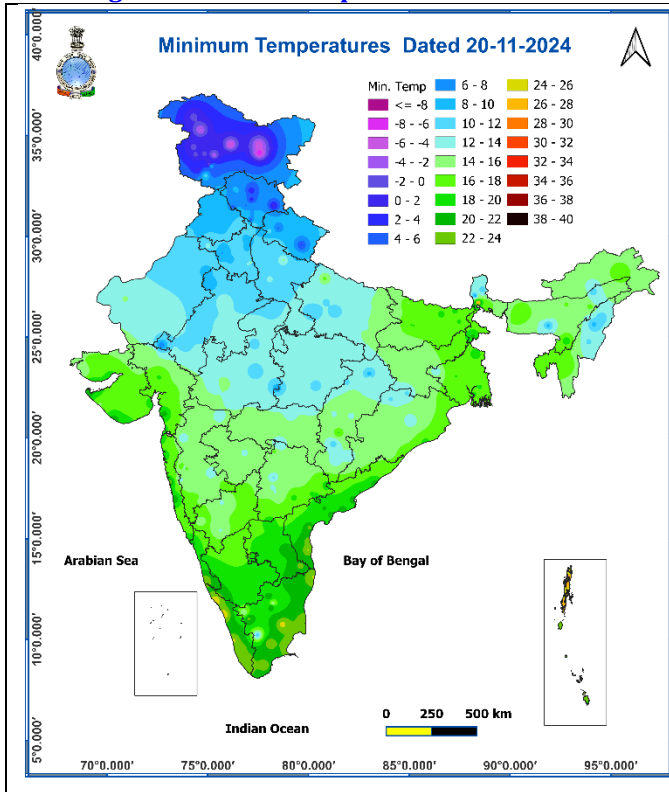 Minimum Temperatures Dated 20-11-2024
Min. Temp
<= -8
-8 - -6
-6 - -4
-4 - -2
-2 - 0
0 - 2
2 - 4
4 - 6
6 - 8
8 - 10
10 - 12
12 - 14
14 - 16
16 - 18
18 - 20
20 - 22
22 - 24
24 - 26
26 - 28
28 - 30
30 - 32
32 - 34
34 - 36
36 - 38
38 - 40
40°0.000'
35°0.000'
30°0.000'
25°0.000'
20°0.000'
15°0.000'
10°0.000'
5°0.000'
Arabian Sea
Bay of Bengal
Indian Ocean
0 250 500 km
70°0.000' 75°0.000' 80°0.000' 85°0.000' 90°0.000' 95°0.000'